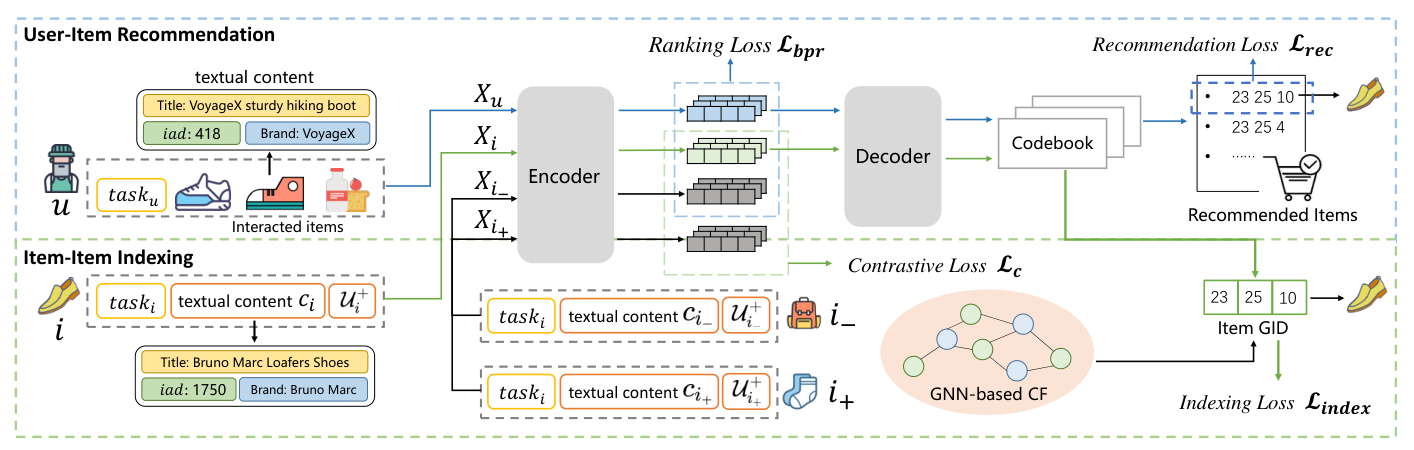 User-Item Recommendation
textual content
Title: VoyageX sturdy hiking boot
iad: 418
Brand: VoyageX
u
task_u
Interacted items
X_u
X_i
X_{i_-}
X_{i_+}
Encoder
Ranking Loss ℒ_bpr
Decoder
Codebook
Recommendation Loss ℒ_rec
• 23 25 10
• 23 25 4
• ......
Recommended Items
Item-Item Indexing
i
task_i
textual content c_i
𝒰_i^+
Title: Bruno Marc Loafers Shoes
iad: 1750
Brand: Bruno Marc
Contrastive Loss ℒ_c
task_i
textual content c_{i_-}
𝒰_{i_-}^+
i_-
task_i
textual content c_{i_+}
𝒰_{i_+}^+
i_+
GNN-based CF
23 25 10
Item GID
Indexing Loss ℒ_index